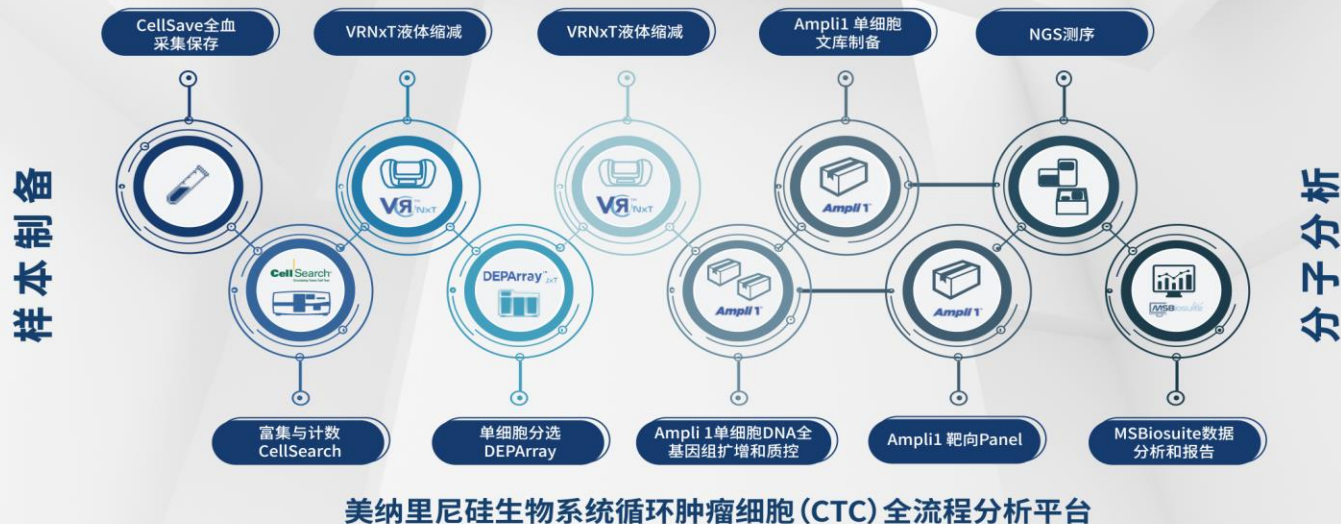 CellSave全血
采集保存
VRNxT液体缩减
VRNxT液体缩减
Ampli1 单细胞
文库制备
NGS测序
样本制备
VR™ NxT
VR™ NxT
Ampli1™
CellSearch®
DEPArray™ NxT
Ampli1™
Ampli1™
MSBiosuite
分子分析
富集与计数
CellSearch
单细胞分选
DEPArray
Ampli 1单细胞DNA全
基因组扩增和质控
Ampli1 靶向Panel
MSBiosuite数据
分析和报告
美纳里尼硅生物系统循环肿瘤细胞(CTC)全流程分析平台